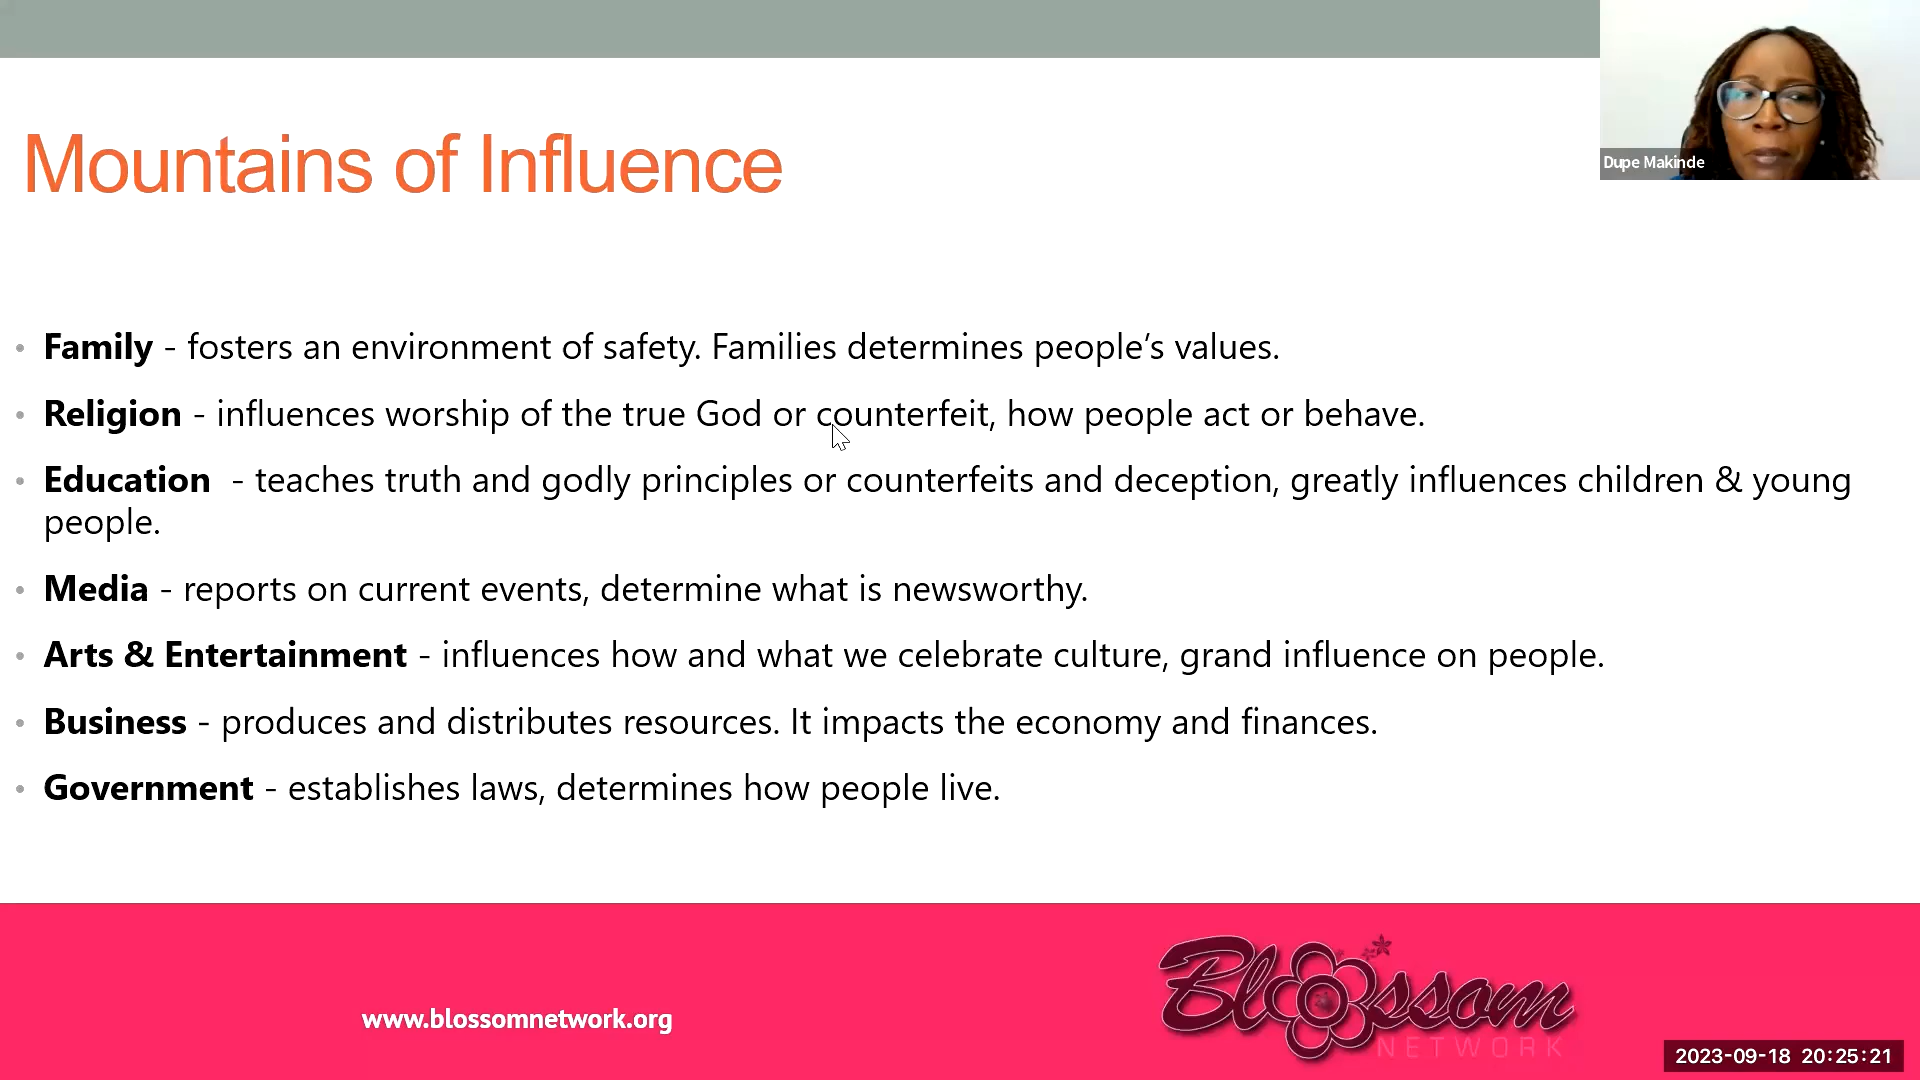 Dupe Makinde
Mountains of Influence
• Family - fosters an environment of safety. Families determines people’s values.
• Religion - influences worship of the true God or counterfeit, how people act or behave.
• Education - teaches truth and godly principles or counterfeits and deception, greatly influences children & young
people.
• Media - reports on current events, determine what is newsworthy.
• Arts & Entertainment - influences how and what we celebrate culture, grand influence on people.
• Business - produces and distributes resources. It impacts the economy and finances.
• Government - establishes laws, determines how people live.
www.blossomnetwork.org
Blossom
NETWORK
2023-09-18 20:25:21